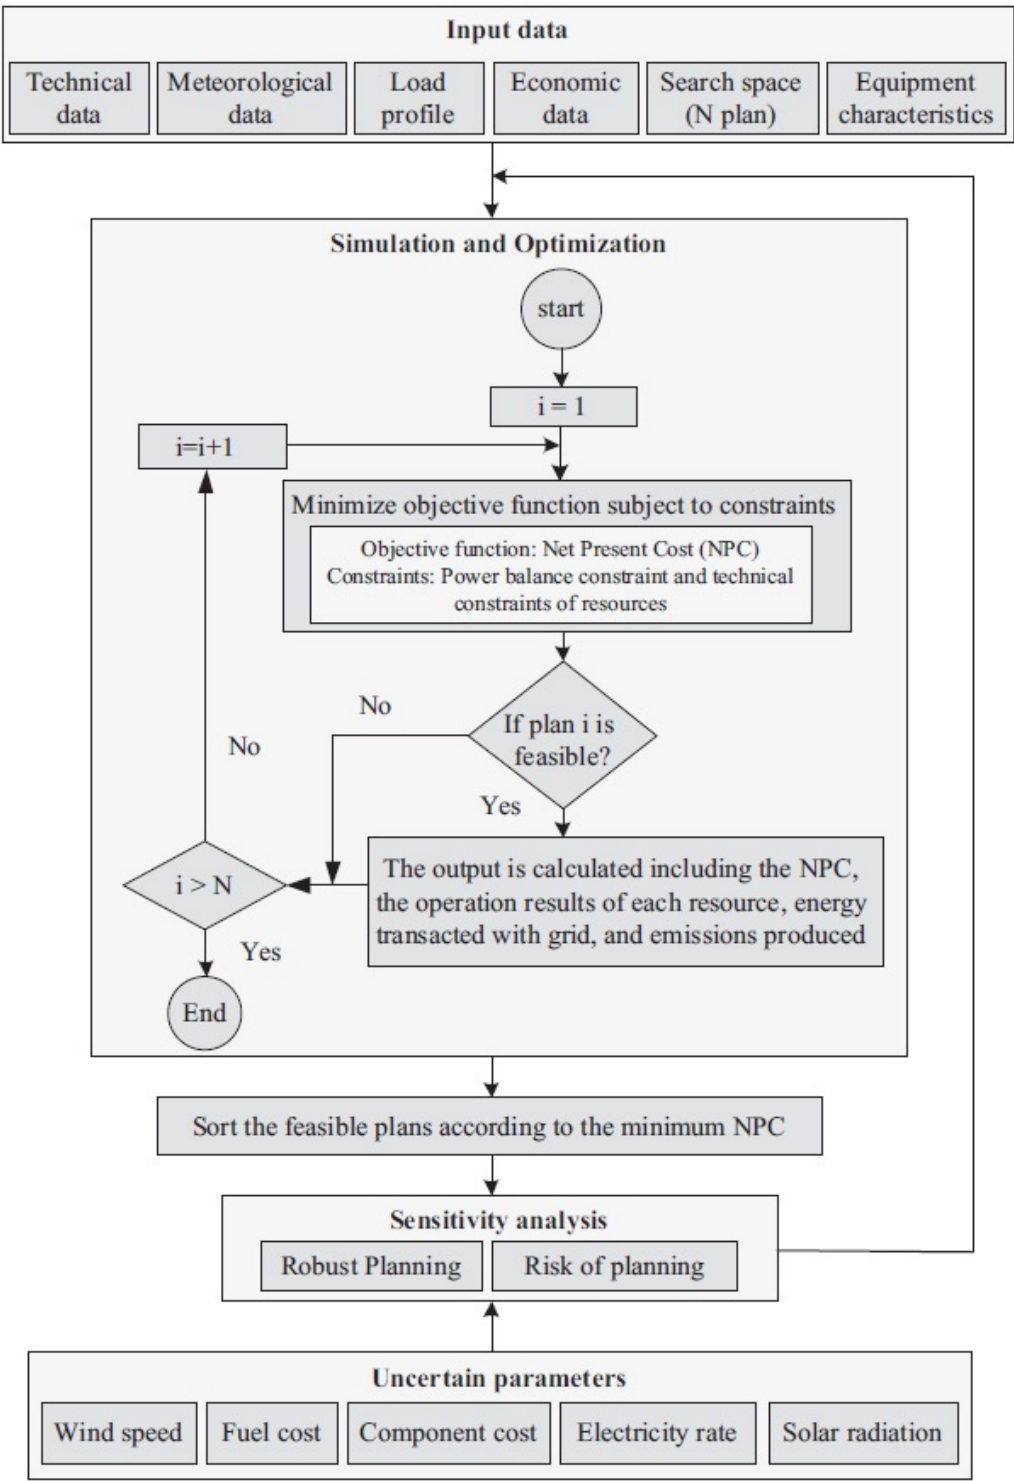 Input data
Technical
data
Meteorological
data
Load
profile
Economic
data
Search space
(N plan)
Equipment
characteristics
Simulation and Optimization
start
i = 1
i=i+1
Minimize objective function subject to constraints
Objective function: Net Present Cost (NPC)
Constraints: Power balance constraint and technical
constraints of resources
No
If plan i is
feasible?
No
Yes
The output is calculated including the NPC,
the operation results of each resource, energy
transacted with grid, and emissions produced
i > N
Yes
End
Sort the feasible plans according to the minimum NPC
Sensitivity analysis
Robust Planning
Risk of planning
Uncertain parameters
Wind speed
Fuel cost
Component cost
Electricity rate
Solar radiation